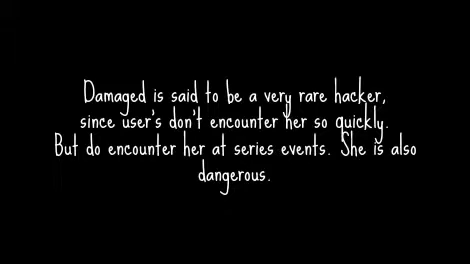 Damaged is said to be a very rare hacker,
since user's don't encounter her so quickly.
But do encounter her at series events. She is also
dangerous.